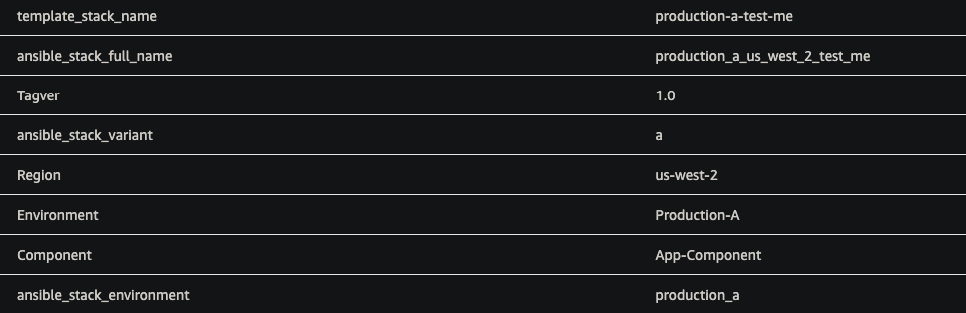 template_stack_name production-a-test-me
ansible_stack_full_name production_a_us_west_2_test_me
Tagver 1.0
ansible_stack_variant a
Region us-west-2
Environment Production-A
Component App-Component
ansible_stack_environment production_a